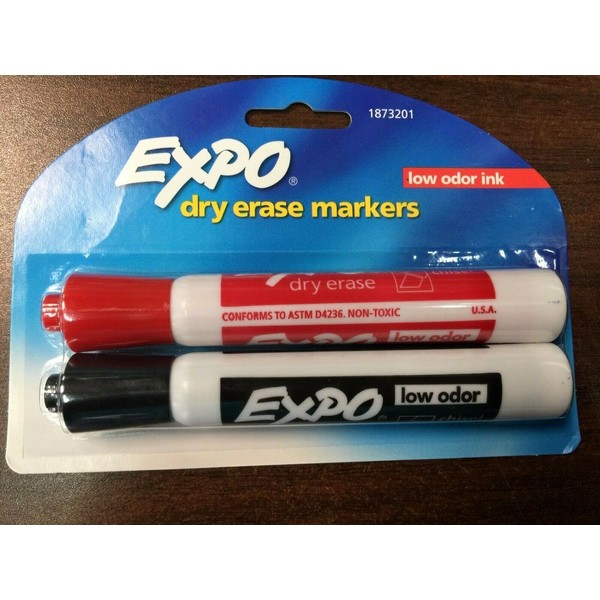 1873201
EXPO®
low odor ink
dry erase markers
dry erase
CONFORMS TO ASTM D4236. NON-TOXIC
U.S.A.
low odor
EXPO® low odor
chisel